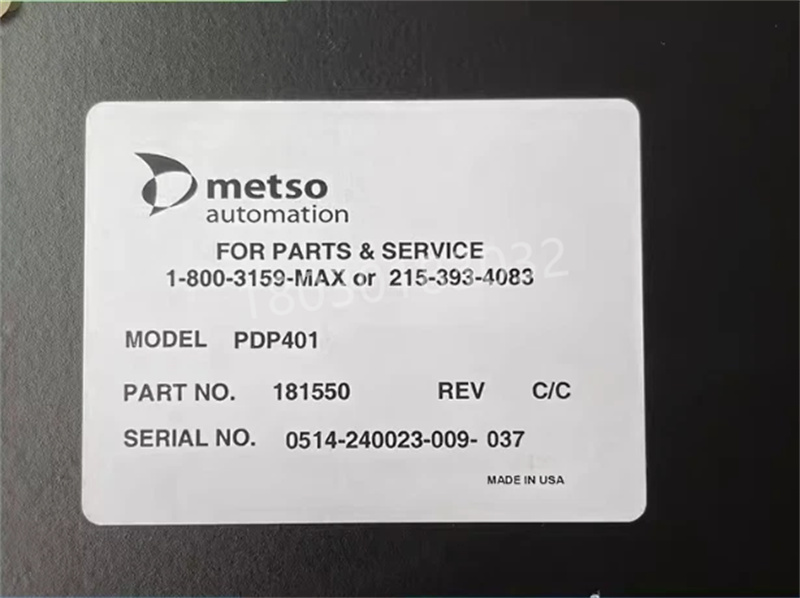 metso
automation
FOR PARTS & SERVICE
1-800-3159-MAX or 215-393-4083
MODEL PDP401
PART NO. 181550 REV C/C
SERIAL NO. 0514-240023-009- 037
MADE IN USA